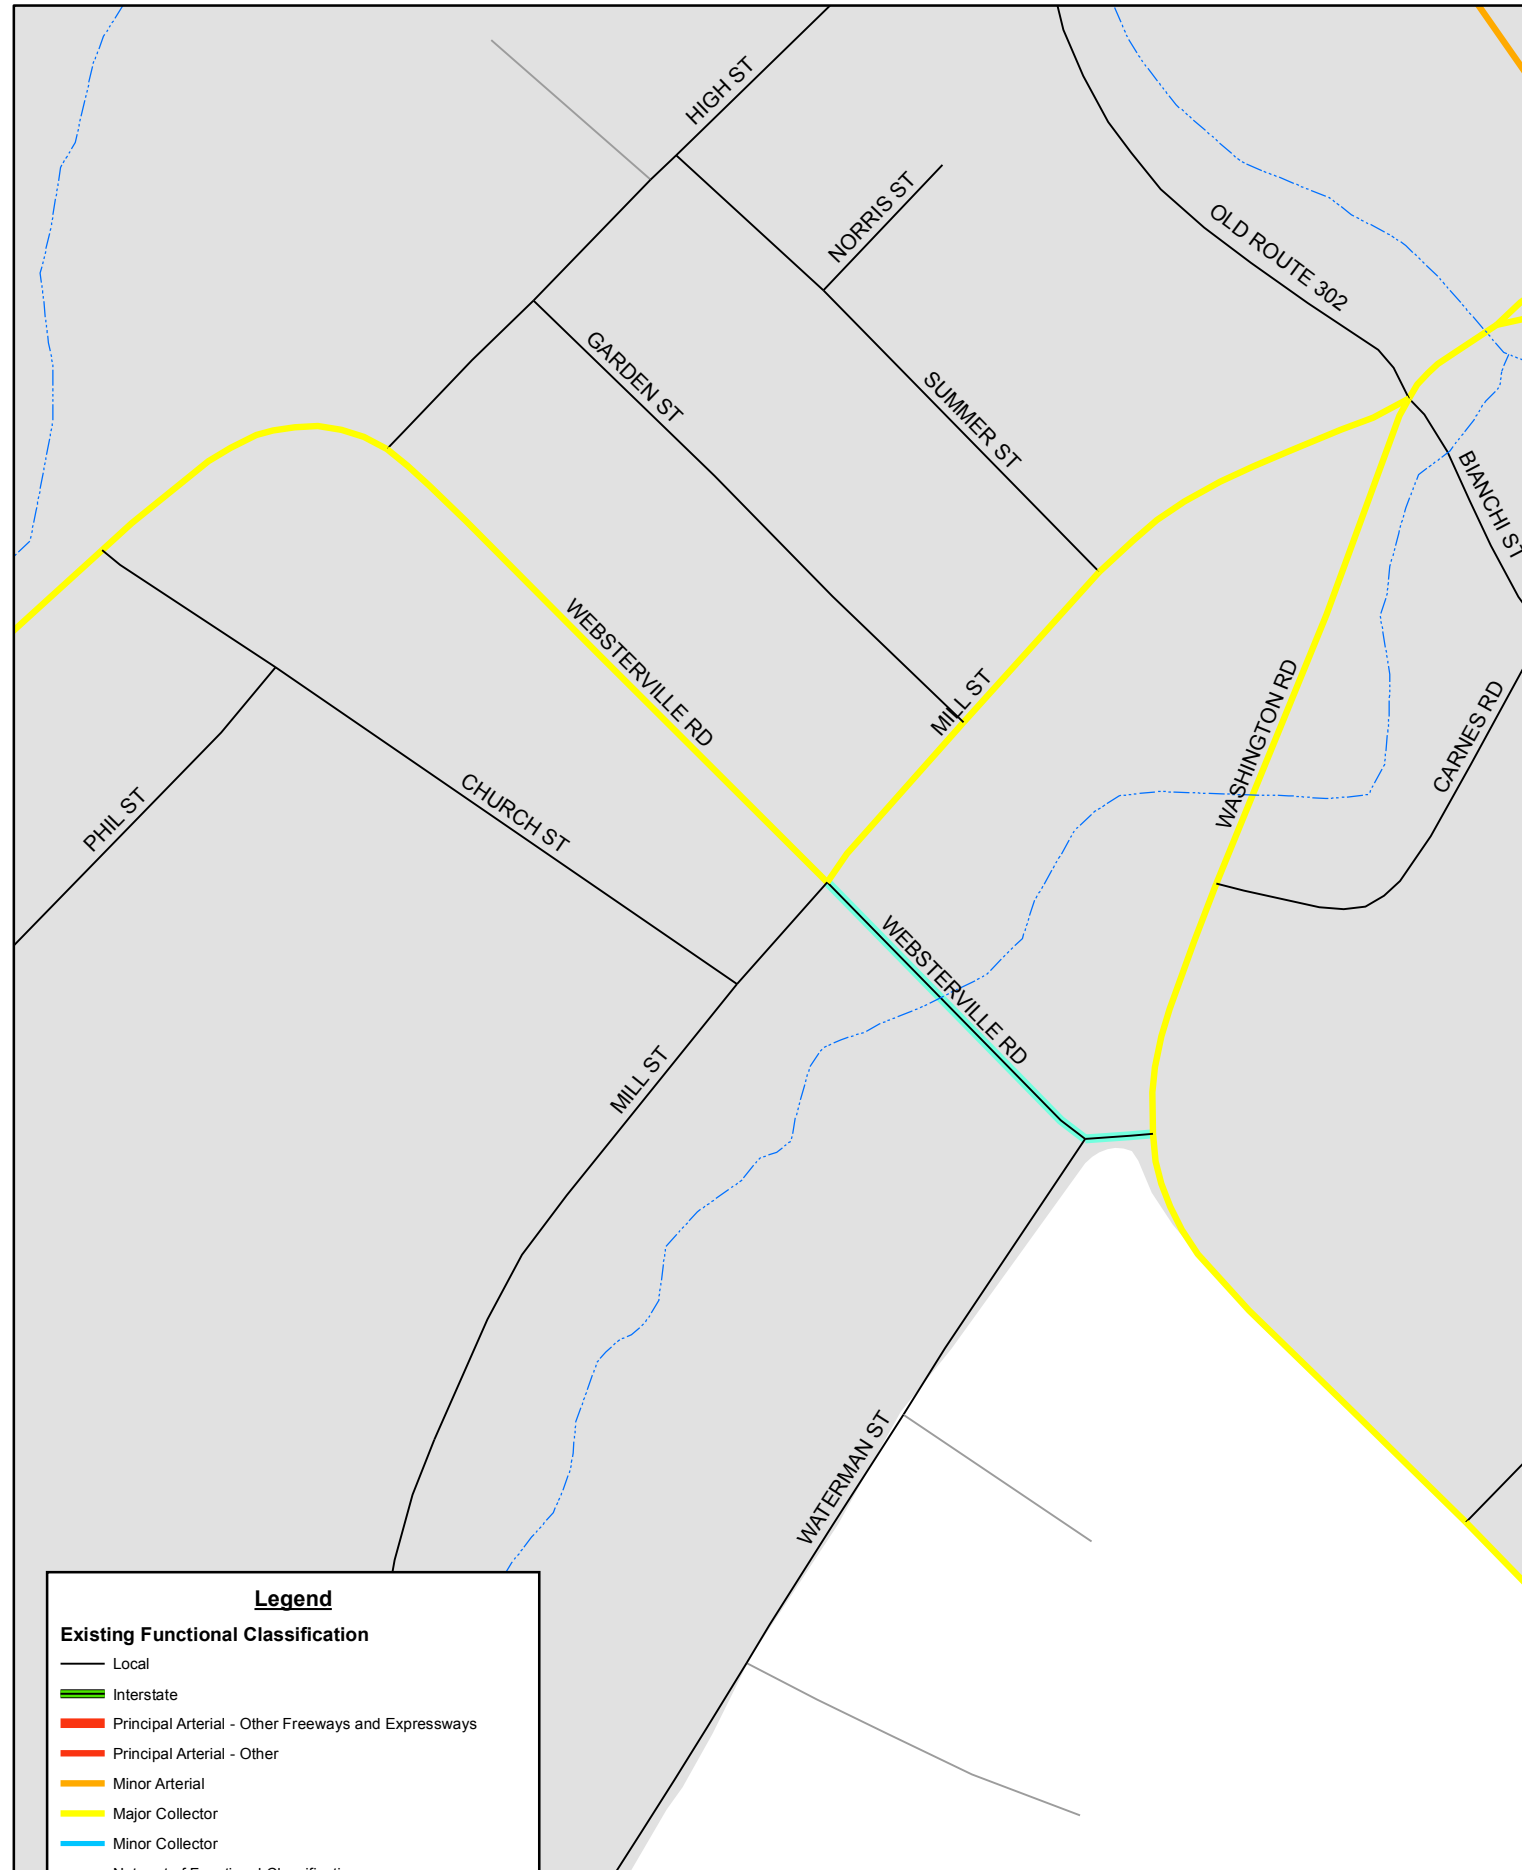 HIGH ST
NORRIS ST
OLD ROUTE 302
GARDEN ST
SUMMER ST
BIANCHI ST
WEBSTERVILLE RD
MILL ST
WASHINGTON RD
CARNES RD
PHIL ST
CHURCH ST
WEBSTERVILLE RD
MILL ST
WATERMAN ST
Legend
Existing Functional Classification
Local
Interstate
Principal Arterial - Other Freeways and Expressways
Principal Arterial - Other
Minor Arterial
Major Collector
Minor Collector